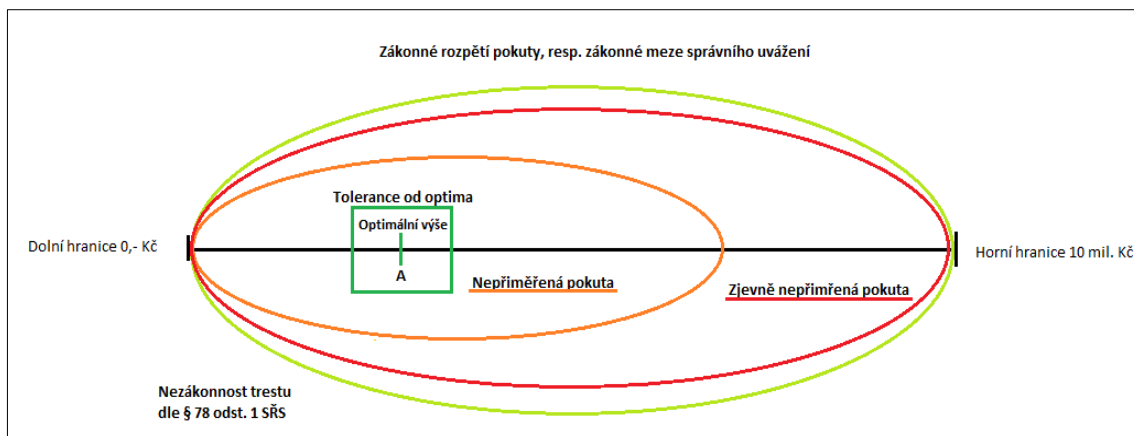 Zákonné rozpětí pokuty, resp. zákonné meze správního uvážení
Tolerance od optima
Optimální výše
Dolní hranice 0,- Kč
A
Horní hranice 10 mil. Kč
Nepřiměřená pokuta
Zjevně nepřimřená pokuta
Nezákonnost trestu
dle § 78 odst. 1 SŘS